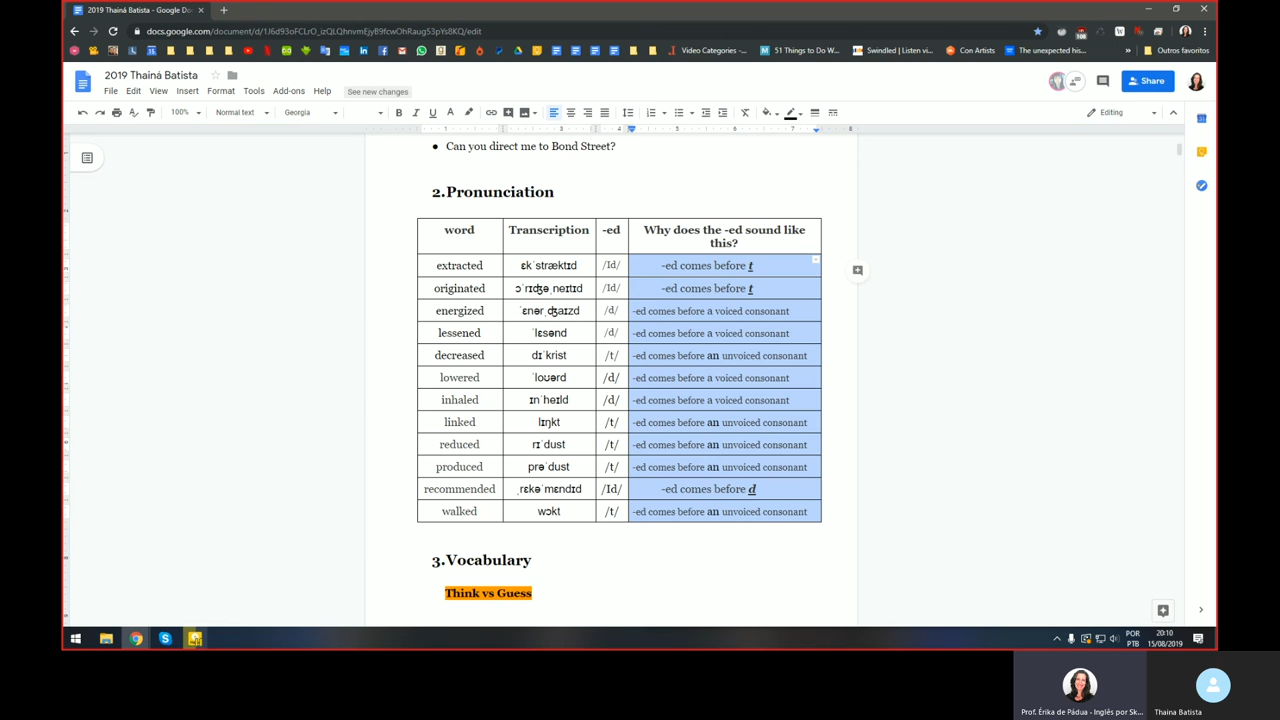 2019 Thainá Batista - Google Do
docs.google.com/document/d/1J6d93oFCLrO_izQLQhnvmEjyB9fcwOhRaug53pYs8KQ/edit
Video Categories -...
51 Things to Do W...
Swindled | Listen vi...
Con Artists
The unexpected his...
»
Outros favoritos
2019 Thainá Batista
Share
File Edit View Insert Format Tools Add-ons Help See new changes
100% Normal text Georgia Editing
Can you direct me to Bond Street?
2.Pronunciation
word Transcription -ed Why does the -ed sound like this?
extracted ɛkˈstræktɪd /Id/ -ed comes before t
originated ɔˈrɪʤəˌneɪtɪd /Id/ -ed comes before t
energized ˈɛnərˌʤaɪzd /d/ -ed comes before a voiced consonant
lessened ˈlɛsənd /d/ -ed comes before a voiced consonant
decreased dɪˈkrist /t/ -ed comes before an unvoiced consonant
lowered ˈloʊərd /d/ -ed comes before a voiced consonant
inhaled ɪnˈheɪld /d/ -ed comes before a voiced consonant
linked lɪŋkt /t/ -ed comes before an unvoiced consonant
reduced rɪˈdust /t/ -ed comes before an unvoiced consonant
produced prəˈdust /t/ -ed comes before an unvoiced consonant
recommended ˌrɛkəˈmɛndɪd /Id/ -ed comes before d
walked wɔkt /t/ -ed comes before an unvoiced consonant
3.Vocabulary
Think vs Guess
POR
PTB
20:10
15/08/2019
Prof. Érika de Pádua - Inglês por Sk...
Thaina Batista